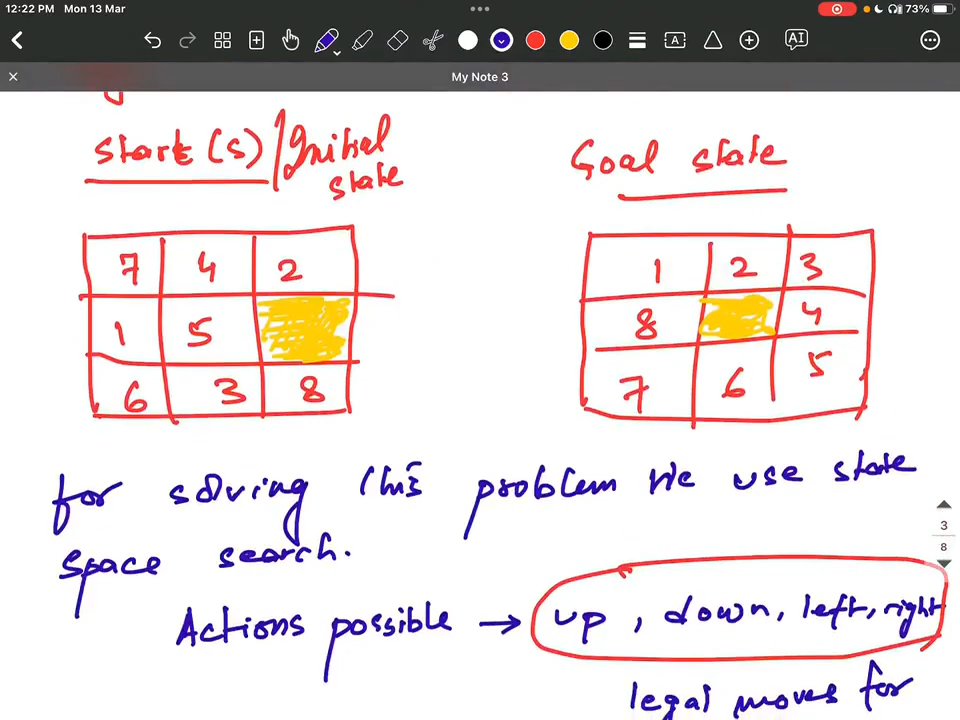 12:22 PM Mon 13 Mar
73%
A
AI
My Note 3
start(s) / Initial state
Goal state
7 4 2
1 5
6 3 8
1 2 3
8 4
7 6 5
for solving this problem we use state
space search.
3
8
Actions possible → up, down, left, right
legal moves for